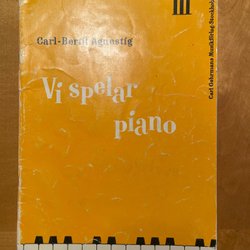 III
Carl-Bertil Agnestig
Vi spelar
piano
Carl Gehrmans Musikförlag · Stockholm